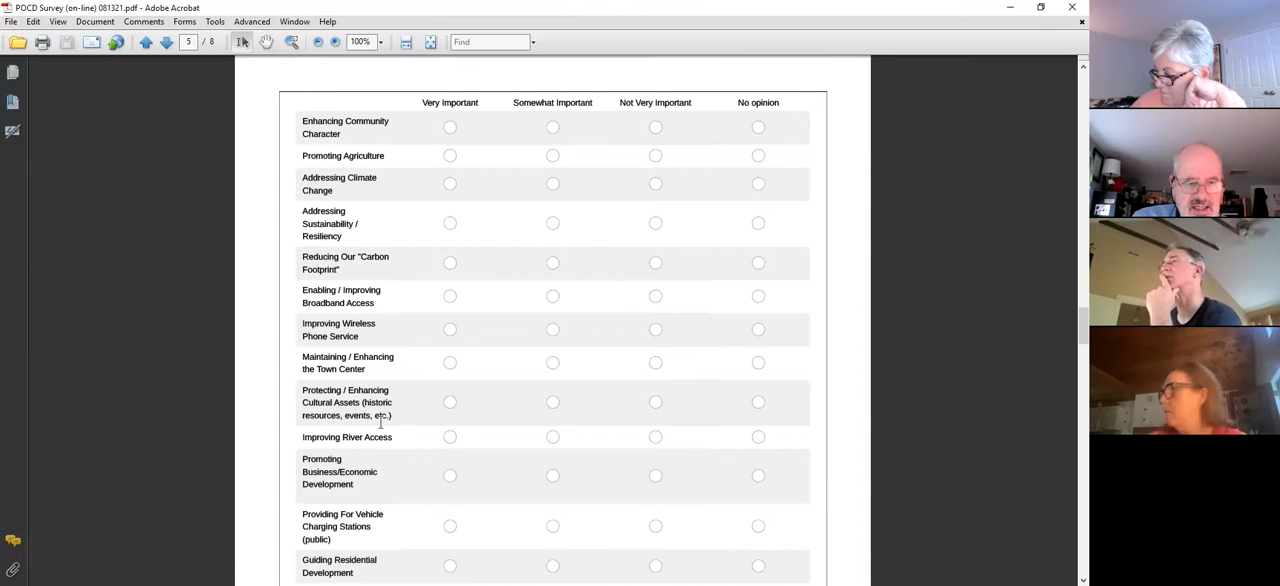 POCD Survey (on-line) 081321.pdf - Adobe Acrobat
File Edit View Document Comments Forms Tools Advanced Window Help
5 / 8 100% Find
Very Important Somewhat Important Not Very Important No opinion
Enhancing Community
Character
Promoting Agriculture
Addressing Climate
Change
Addressing
Sustainability /
Resiliency
Reducing Our "Carbon
Footprint"
Enabling / Improving
Broadband Access
Improving Wireless
Phone Service
Maintaining / Enhancing
the Town Center
Protecting / Enhancing
Cultural Assets (historic
resources, events, etc.)
Improving River Access
Promoting
Business/Economic
Development
Providing For Vehicle
Charging Stations
(public)
Guiding Residential
Development